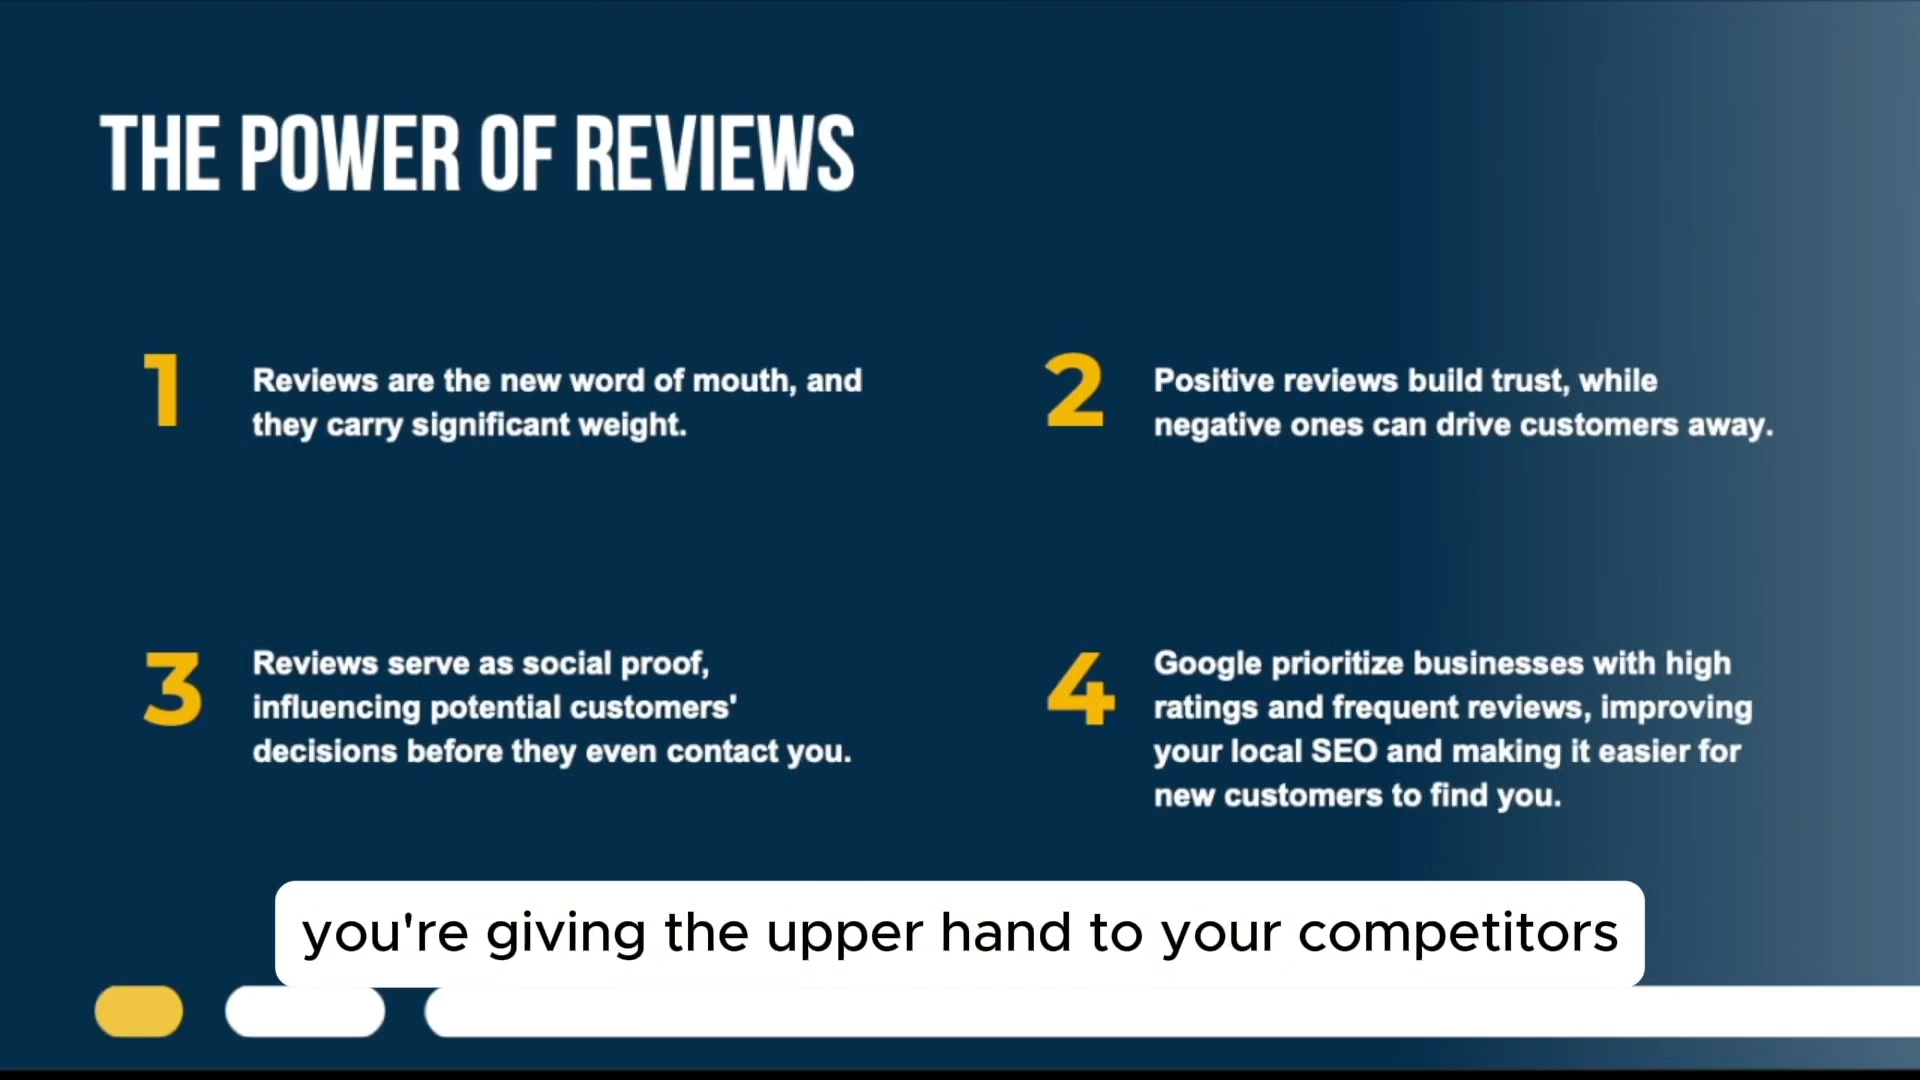 THE POWER OF REVIEWS
1
Reviews are the new word of mouth, and
they carry significant weight.
2
Positive reviews build trust, while
negative ones can drive customers away.
3
Reviews serve as social proof,
influencing potential customers'
decisions before they even contact you.
4
Google prioritize businesses with high
ratings and frequent reviews, improving
your local SEO and making it easier for
new customers to find you.
you're giving the upper hand to your competitors